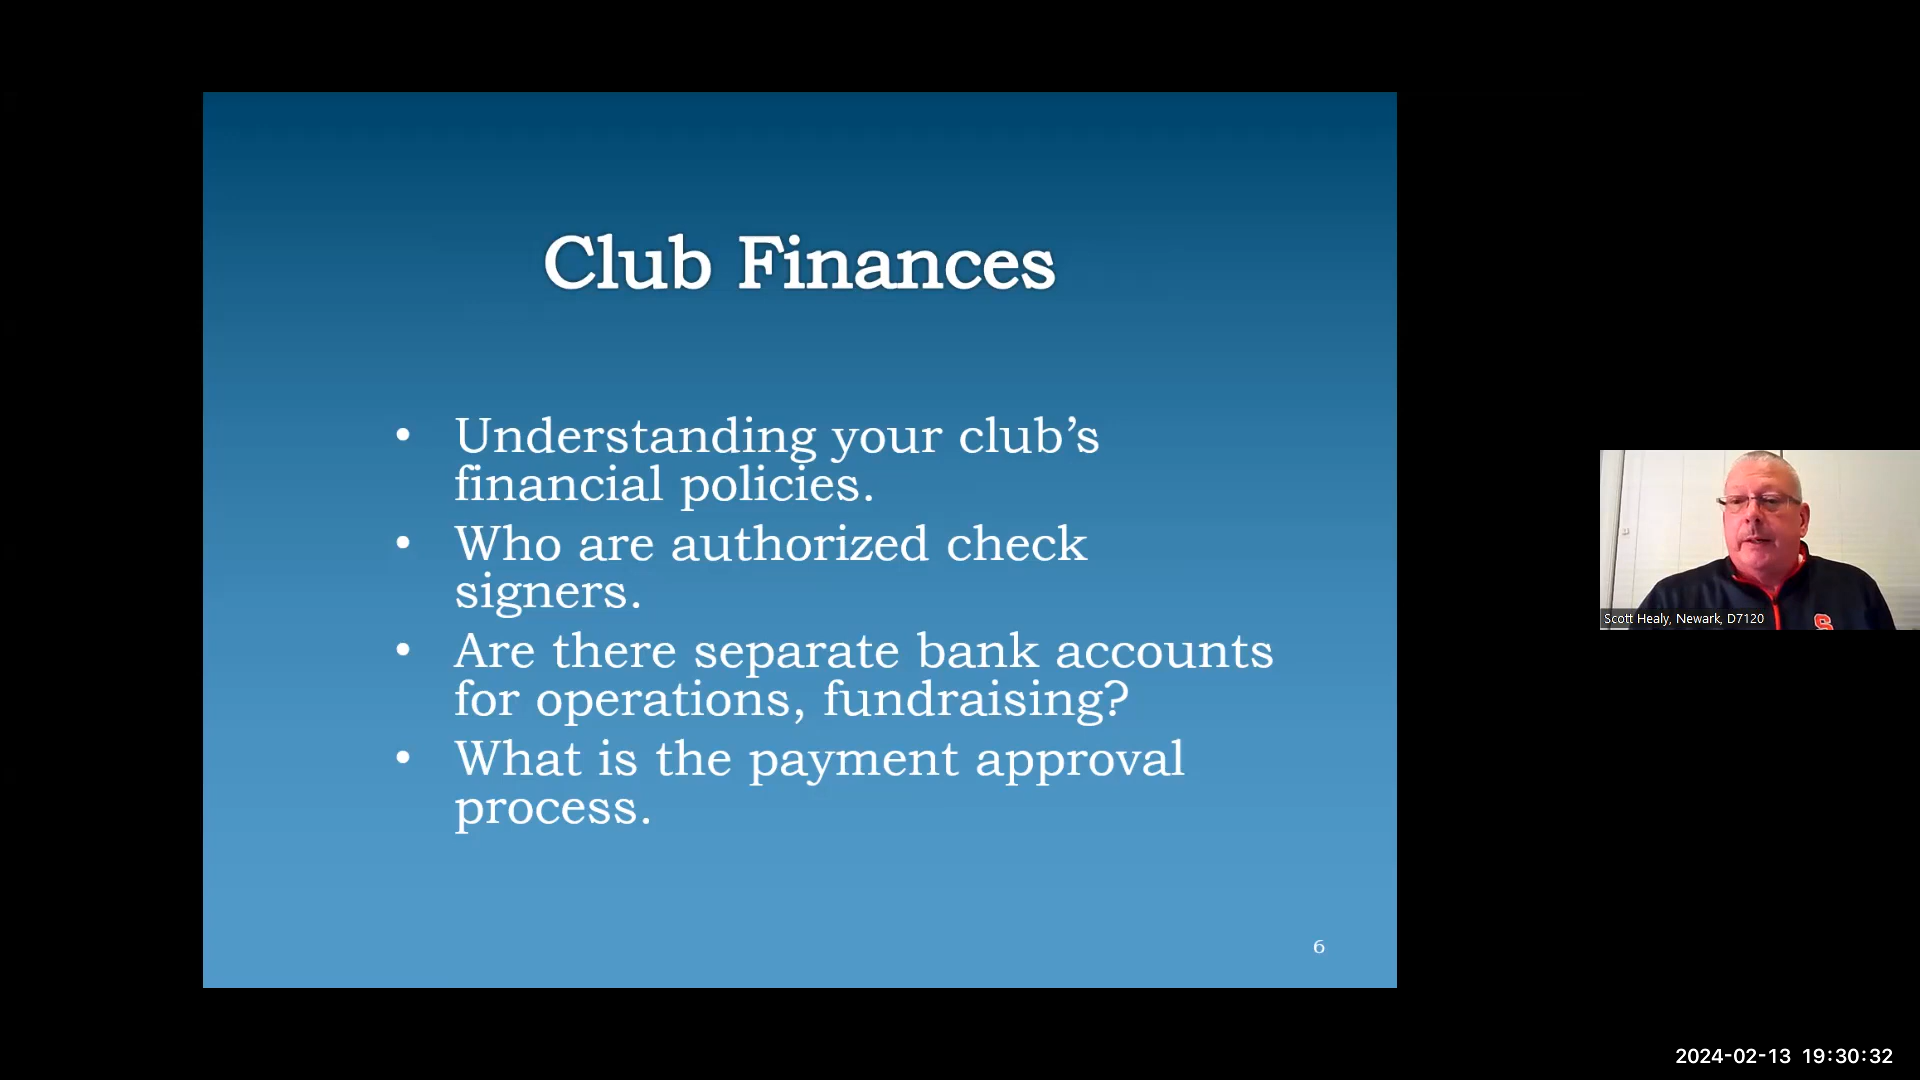 Club Finances
• Understanding your club’s
financial policies.
• Who are authorized check
signers.
• Are there separate bank accounts
for operations, fundraising?
• What is the payment approval
process.
6
S
Scott Healy, Newark, D7120
2024-02-13 19:30:32